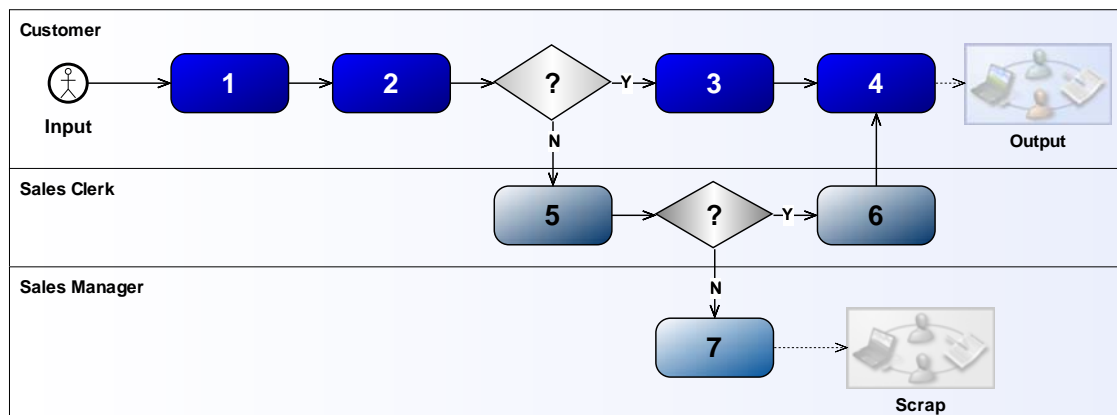 Customer
1
2
?
Y
3
4
Input
N
Output
Sales Clerk
5
?
Y
6
Sales Manager
N
7
Scrap